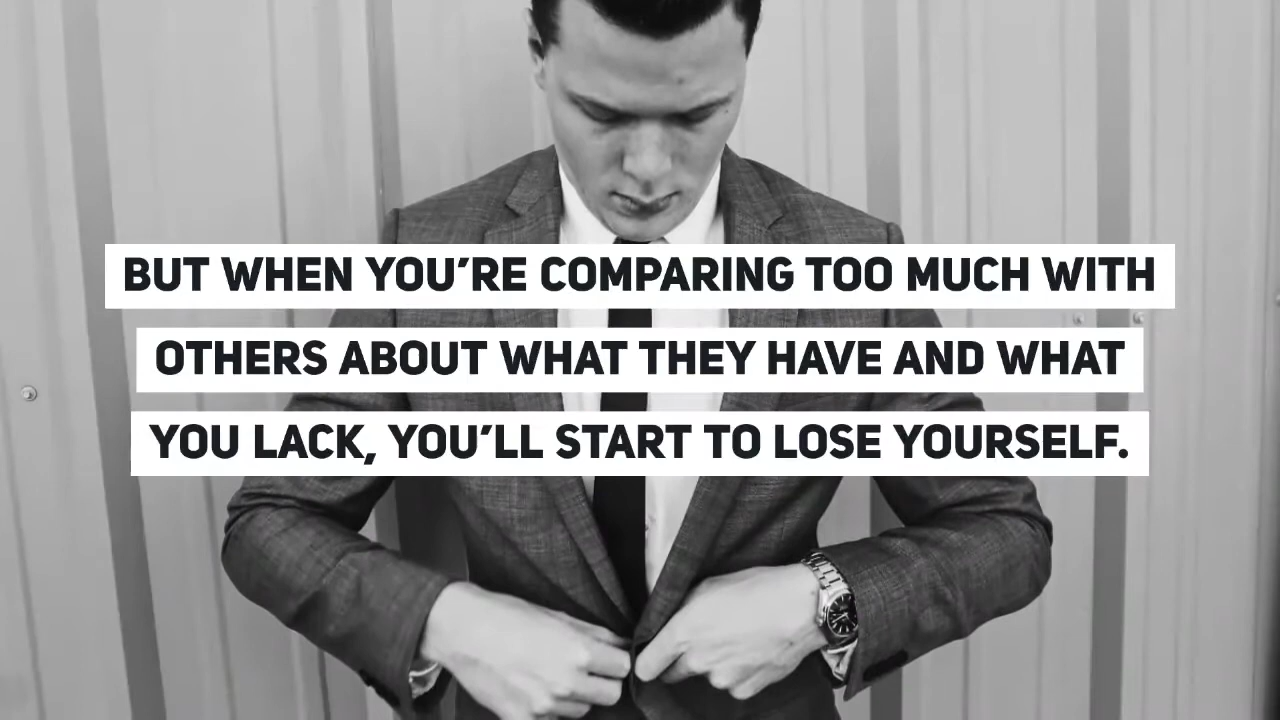 BUT WHEN YOU'RE COMPARING TOO MUCH WITH
OTHERS ABOUT WHAT THEY HAVE AND WHAT
YOU LACK, YOU'LL START TO LOSE YOURSELF.